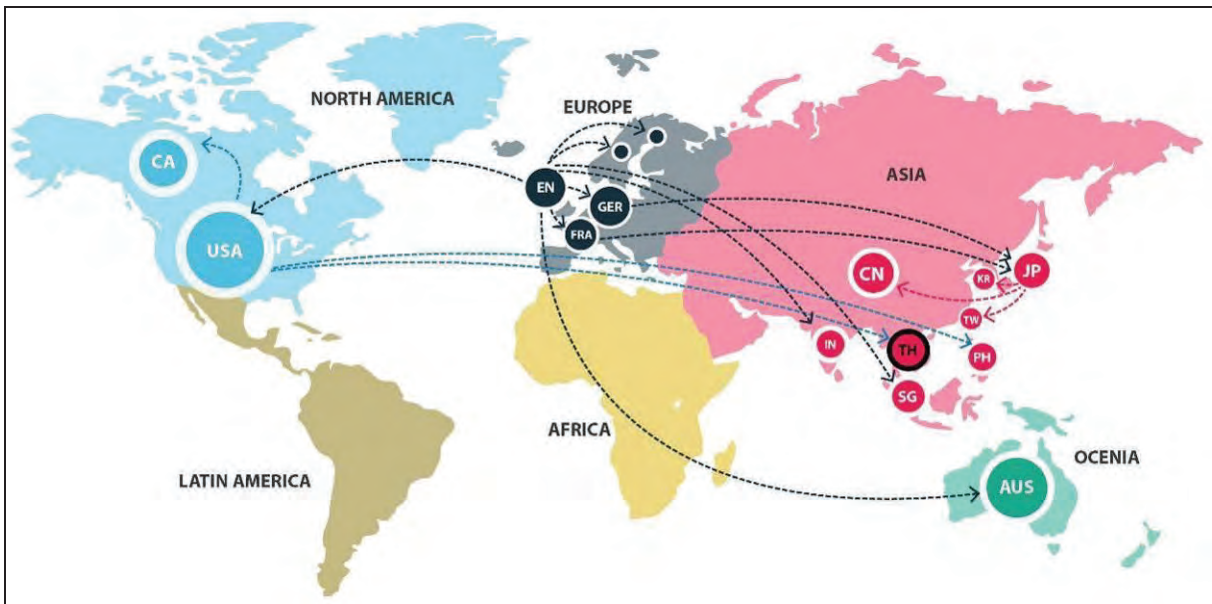 NORTH AMERICA
EUROPE
ASIA
CA
EN
GER
USA
FRA
CN
KR
JP
TW
IN
TH
PH
SG
AFRICA
OCENIA
LATIN AMERICA
AUS